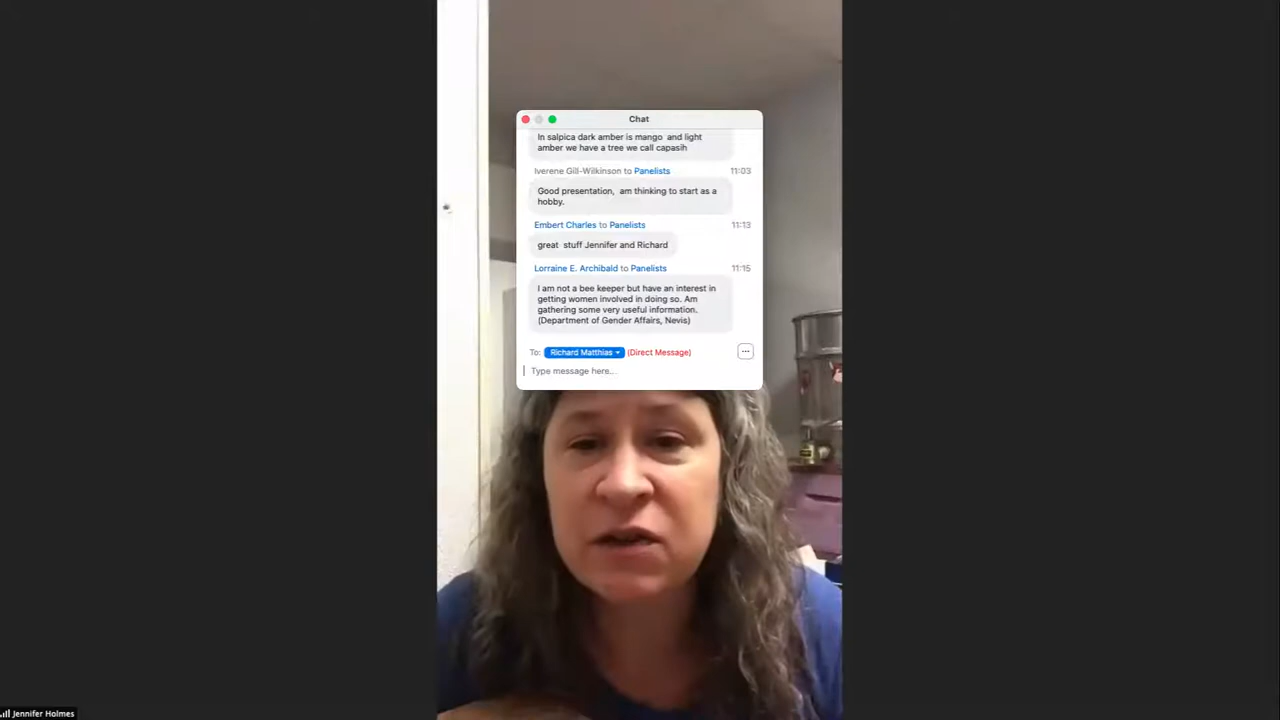 Chat
In salpica dark amber is mango and light
amber we have a tree we call capasih
Iverene Gill-Wilkinson to Panelists 11:03
Good presentation, am thinking to start as a
hobby.
Embert Charles to Panelists 11:13
great stuff Jennifer and Richard
Lorraine E. Archibald to Panelists 11:15
I am not a bee keeper but have an interest in
getting women involved in doing so. Am
gathering some very useful information.
(Department of Gender Affairs, Nevis)
To: Richard Matthias (Direct Message)
Type message here...
Jennifer Holmes